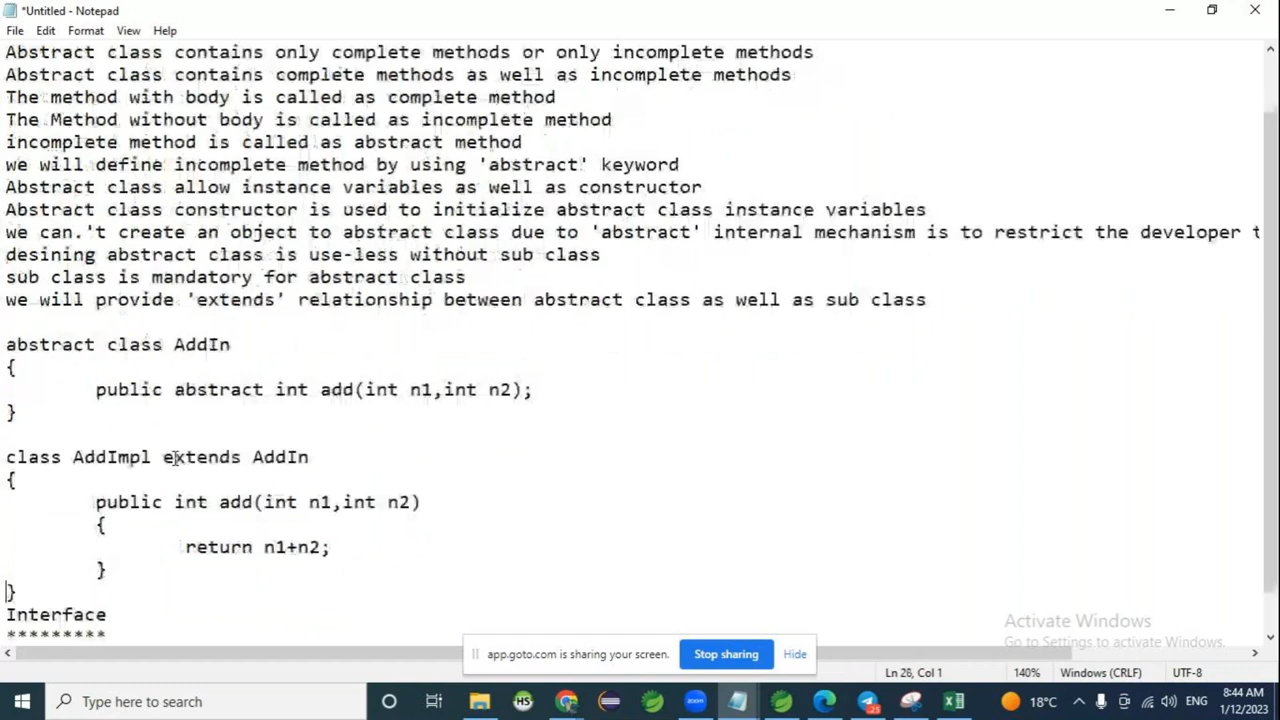 *Untitled - Notepad
File Edit Format View Help
Abstract class contains only complete methods or only incomplete methods
Abstract class contains complete methods as well as incomplete methods
The method with body is called as complete method
The Method without body is called as incomplete method
incomplete method is called as abstract method
we will define incomplete method by using 'abstract' keyword
Abstract class allow instance variables as well as constructor
Abstract class constructor is used to initialize abstract class instance variables
we can.'t create an object to abstract class due to 'abstract' internal mechanism is to restrict the developer t
desining abstract class is use-less without sub class
sub class is mandatory for abstract class
we will provide 'extends' relationship between abstract class as well as sub class
abstract class AddIn
{
public abstract int add(int n1,int n2);
}
class AddImpl extends AddIn
{
public int add(int n1,int n2)
{
return n1+n2;
}
}
Interface
*********
Activate Windows
Go to Settings to activate Windows.
app.goto.com is sharing your screen. Stop sharing Hide
Ln 26, Col 1 140% Windows (CRLF) UTF-8
Type here to search
HS
zoom
25
18°C
ENG
8:44 AM
1/12/2023